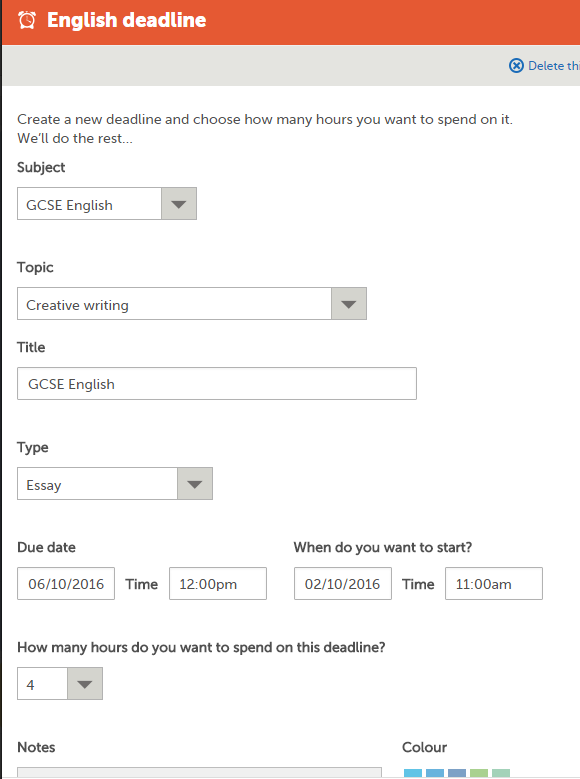 English deadline
Delete
Create a new deadline and choose how many hours you want to spend on it.
We'll do the rest...
Subject
GCSE English
Topic
Creative writing
Title
GCSE English
Type
Essay
Due date
When do you want to start?
06/10/2016 Time 12:00pm
02/10/2016 Time 11:00am
How many hours do you want to spend on this deadline?
4
Notes
Colour